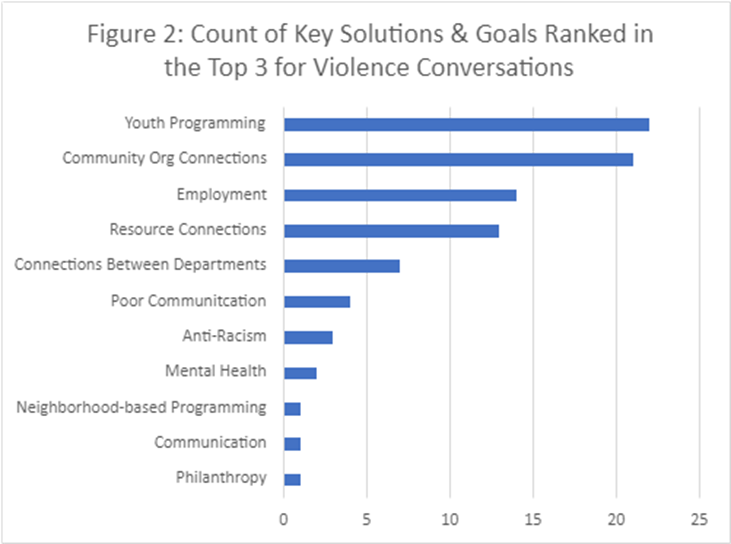 Figure 2: Count of Key Solutions & Goals Ranked in
the Top 3 for Violence Conversations
Youth Programming
Community Org Connections
Employment
Resource Connections
Connections Between Departments
Poor Communitcation
Anti-Racism
Mental Health
Neighborhood-based Programming
Communication
Philanthropy
0 5 10 15 20 25